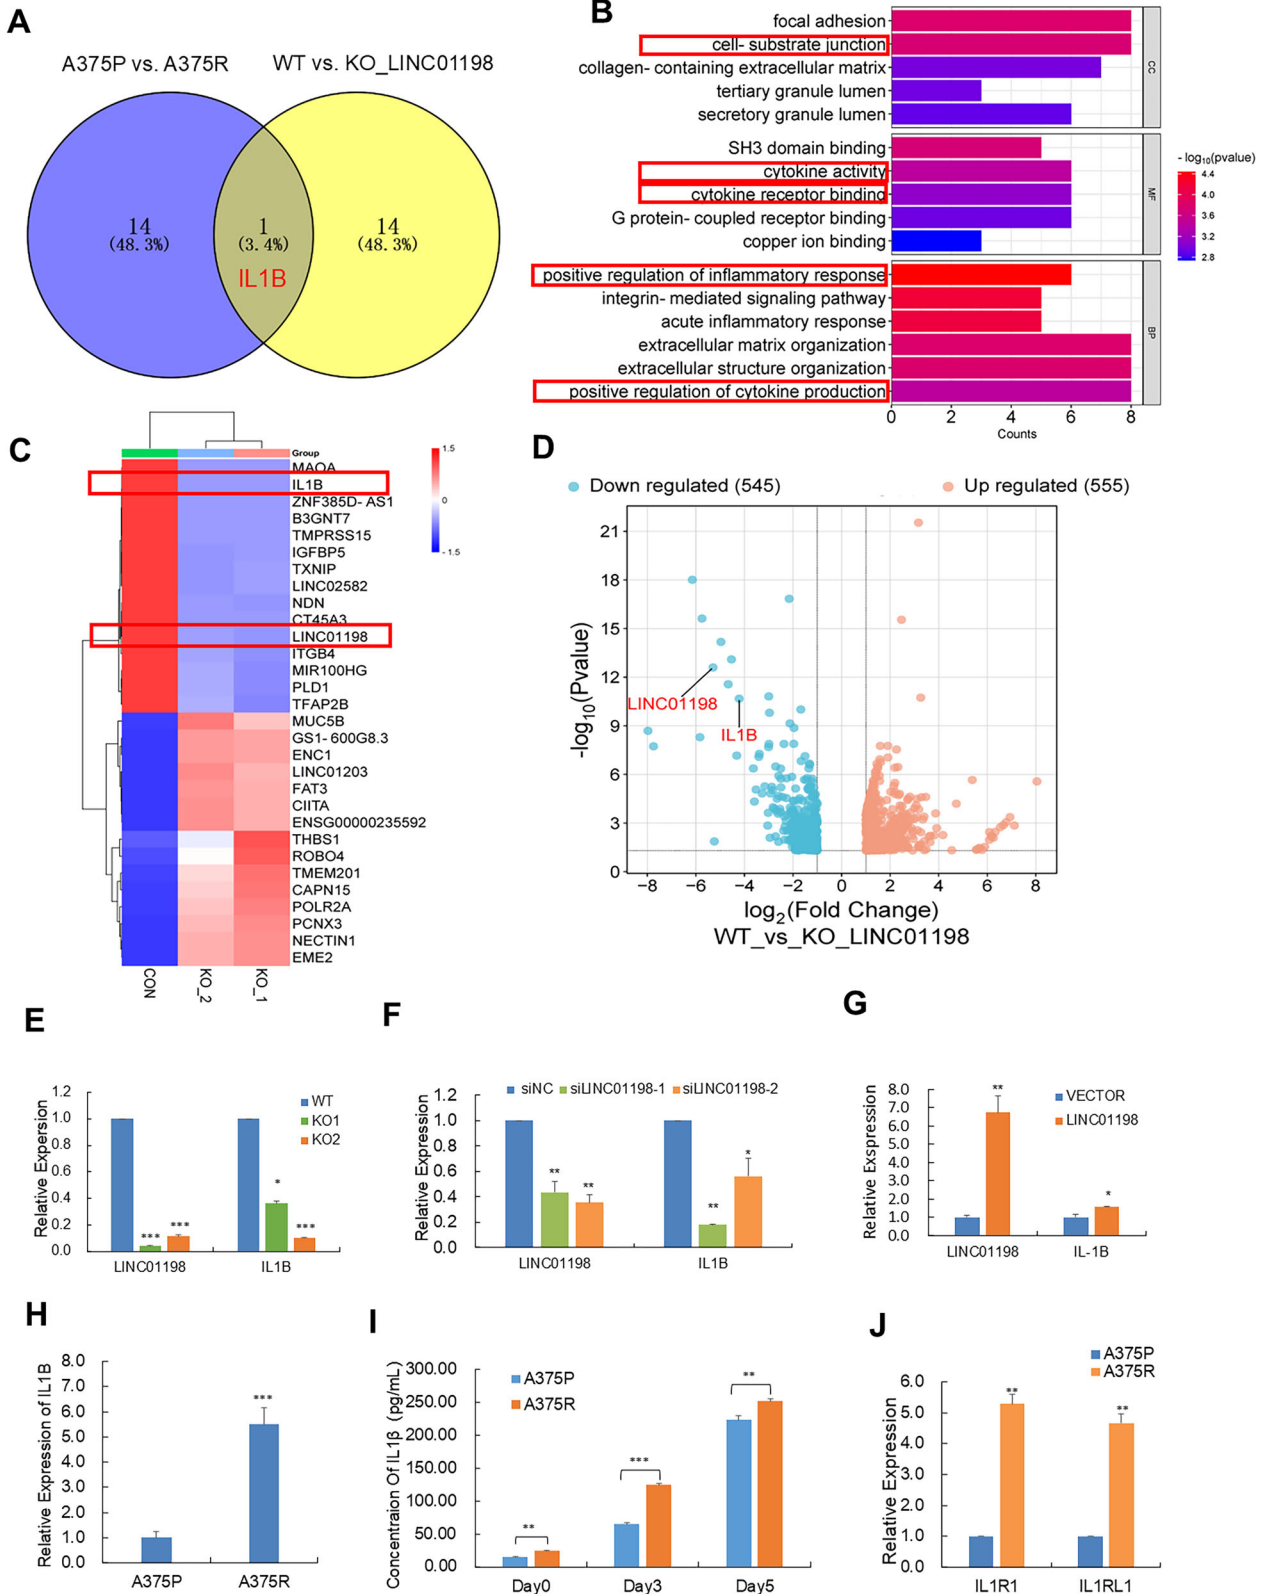 A
A375P vs. A375R
WT vs. KO_LINC01198
14
(48.3%)
1
(3.4%)
IL1B
14
(48.3%)
B
focal adhesion
cell- substrate junction
collagen- containing extracellular matrix
tertiary granule lumen
secretory granule lumen
CC
SH3 domain binding
cytokine activity
cytokine receptor binding
G protein- coupled receptor binding
copper ion binding
MF
positive regulation of inflammatory response
integrin- mediated signaling pathway
acute inflammatory response
extracellular matrix organization
extracellular structure organization
positive regulation of cytokine production
BP
0 2 4 6 8
Counts
- log10(pvalue)
4.4
4.0
3.6
3.2
2.8
C
Group
MAOA
IL1B
ZNF385D- AS1
B3GNT7
TMPRSS15
IGFBP5
TXNIP
LINC02582
NDN
CT45A3
LINC01198
ITGB4
MIR100HG
PLD1
TFAP2B
MUC5B
GS1- 600G8.3
ENC1
LINC01203
FAT3
CIITA
ENSG00000235592
THBS1
ROBO4
TMEM201
CAPN15
POLR2A
PCNX3
NECTIN1
EME2
CON KO_2 KO_1
1.5
0
- 1.5
D
Down regulated (545)
Up regulated (555)
-log10(Pvalue)
21
18
15
12
9
6
3
0
LINC01198
IL1B
−8 −6 −4 −2 0 2 4 6 8
log2(Fold Change)
WT_vs_KO_LINC01198
E
Relative Expersion
1.2
1.0
0.8
0.6
0.4
0.2
0.0
WT
KO1
KO2
*** *** * ***
LINC01198 IL1B
F
Relative Expression
1.2
1.0
0.8
0.6
0.4
0.2
0.0
siNC siLINC01198-1 siLINC01198-2
** ** ** *
LINC01198 IL1B
G
Relative Exspression
8.0
7.0
6.0
5.0
4.0
3.0
2.0
1.0
0.0
VECTOR
LINC01198
** *
LINC01198 IL-1B
H
Relative Expression of IL1B
8.0
7.0
6.0
5.0
4.0
3.0
2.0
1.0
0.0
***
A375P A375R
I
Concentraion Of IL1β (pg/mL)
300.00
250.00
200.00
150.00
100.00
50.00
0.00
A375P
A375R
** *** **
Day0 Day3 Day5
J
Relative Expression
6.0
5.0
4.0
3.0
2.0
1.0
0.0
A375P
A375R
** **
IL1R1 IL1RL1